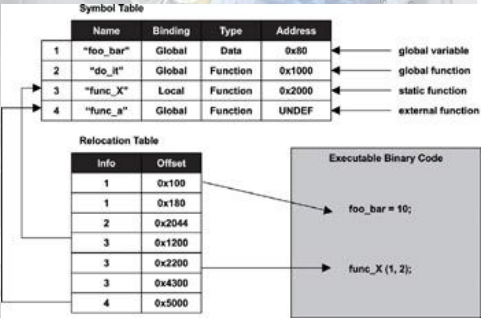 Symbol Table
Name Binding Type Address
1 "foo_bar" Global Data 0x80 global variable
2 "do_it" Global Function 0x1000 global function
3 "func_X" Local Function 0x2000 static function
4 "func_a" Global Function UNDEF external function
Relocation Table
Info Offset
1 0x100
1 0x180
2 0x2044
3 0x1200
3 0x2200
3 0x4300
4 0x5000
Executable Binary Code
foo_bar = 10;
func_X (1, 2);